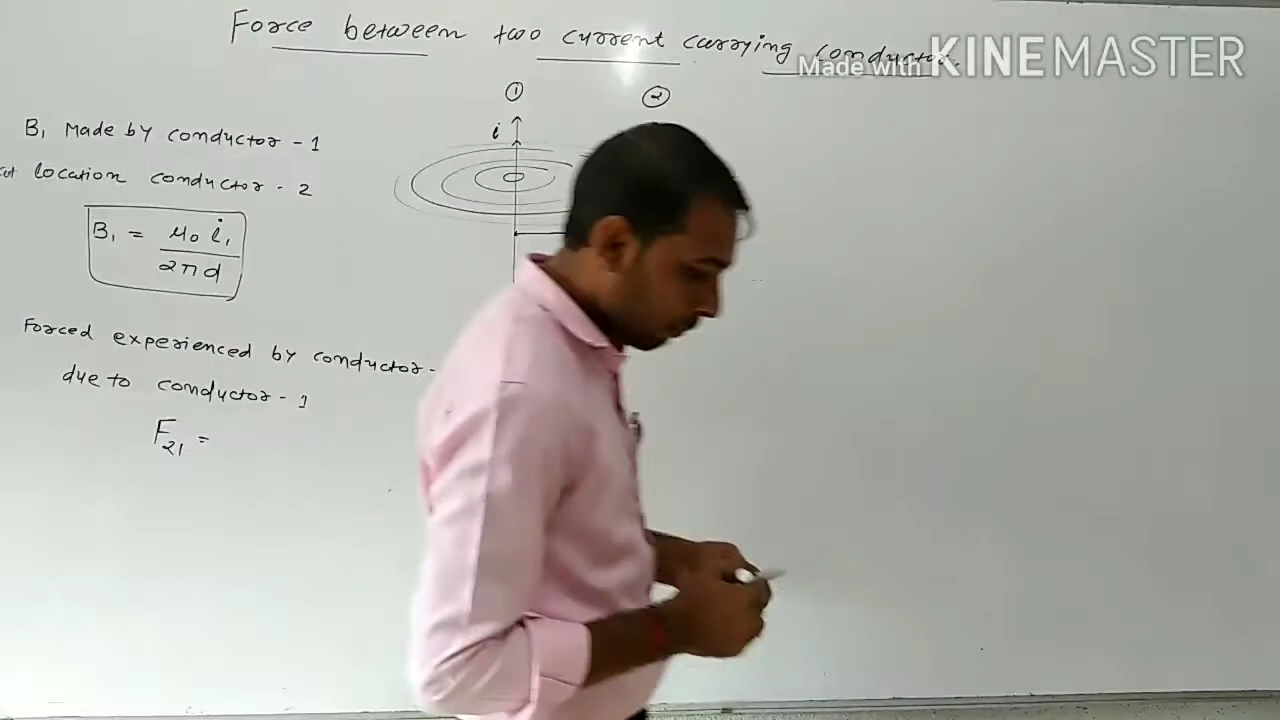 Force between two current carrying conductor.
Made with KINEMASTER
① ②
i
B₁ Made by conductor - 1
at location conductor - 2
B₁ = μ₀ i₁ / 2πd
Forced experienced by conductor -
due to conductor - 1
F₂₁ =